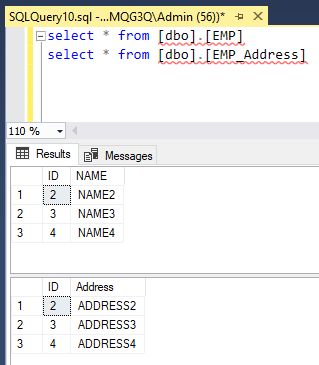 SQLQuery10.sql -...MQG3Q\Admin (56))*
select * from [dbo].[EMP]
select * from [dbo].[EMP_Address]
110 %
Results Messages
ID NAME
1 2 NAME2
2 3 NAME3
3 4 NAME4
ID Address
1 2 ADDRESS2
2 3 ADDRESS3
3 4 ADDRESS4